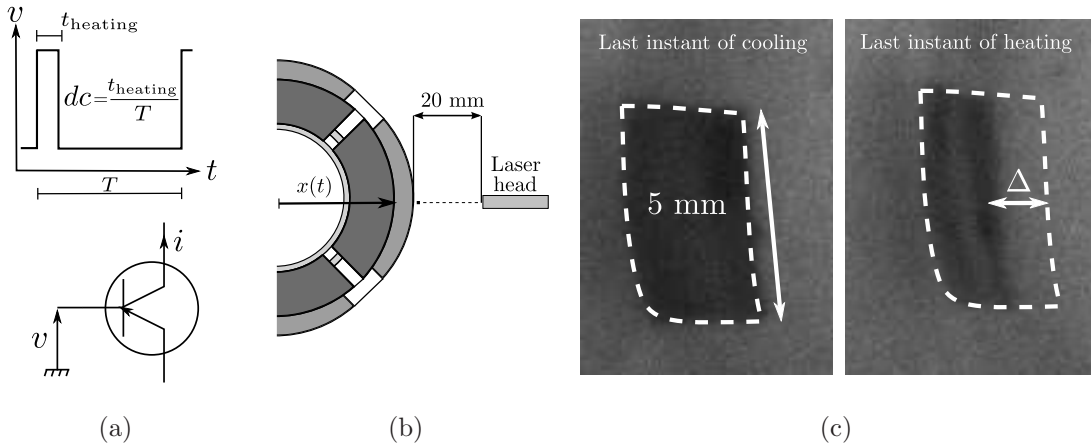 v
t_heating
dc = t_heating / T
t
T
i
v
(a)
20 mm
Laser
head
x(t)
(b)
Last instant of cooling
5 mm
Last instant of heating
Δ
(c)